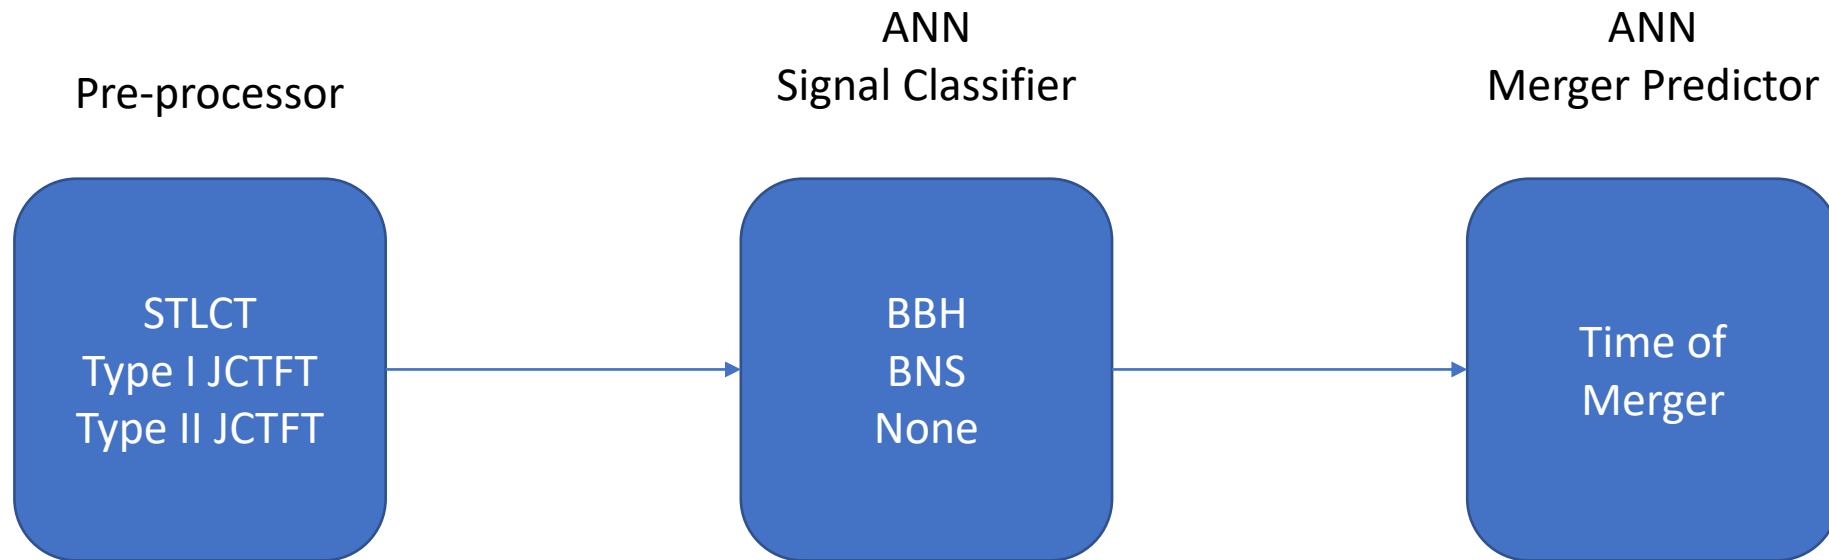 Pre-processor
STLCT
Type I JCTFT
Type II JCTFT
ANN
Signal Classifier
BBH
BNS
None
ANN
Merger Predictor
Time of
Merger